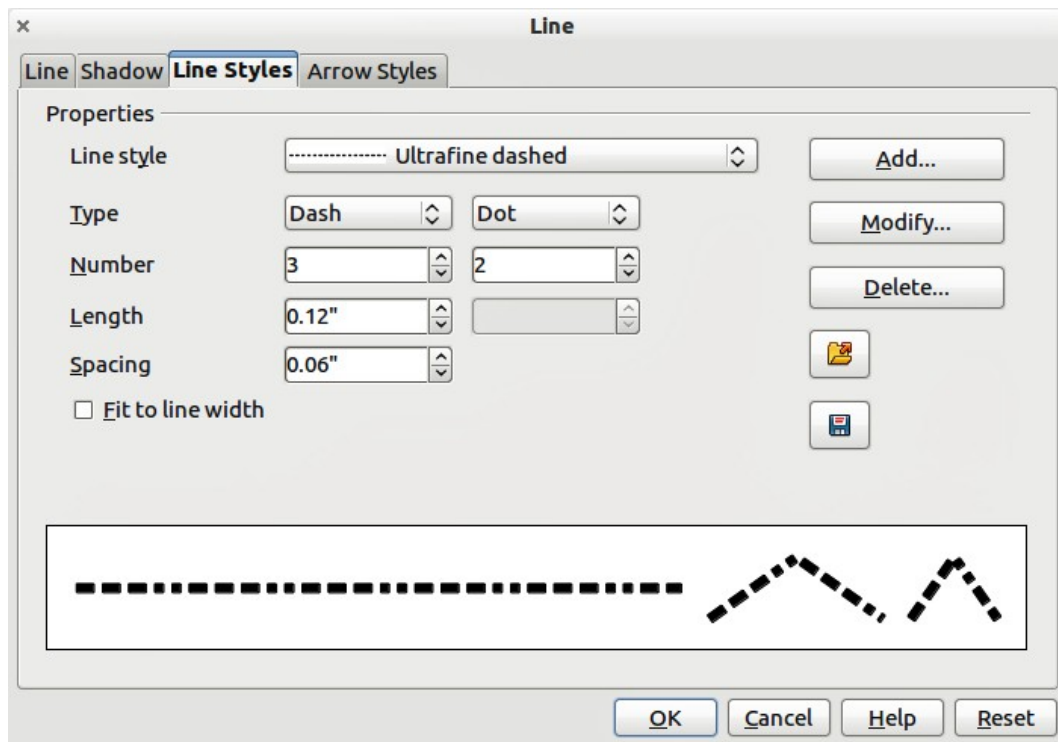 Line
Line Shadow Line Styles Arrow Styles
Properties
Line style Ultrafine dashed Add...
Type Dash Dot Modify...
Number 3 2 Delete...
Length 0.12"
Spacing 0.06"
Fit to line width
OK Cancel Help Reset